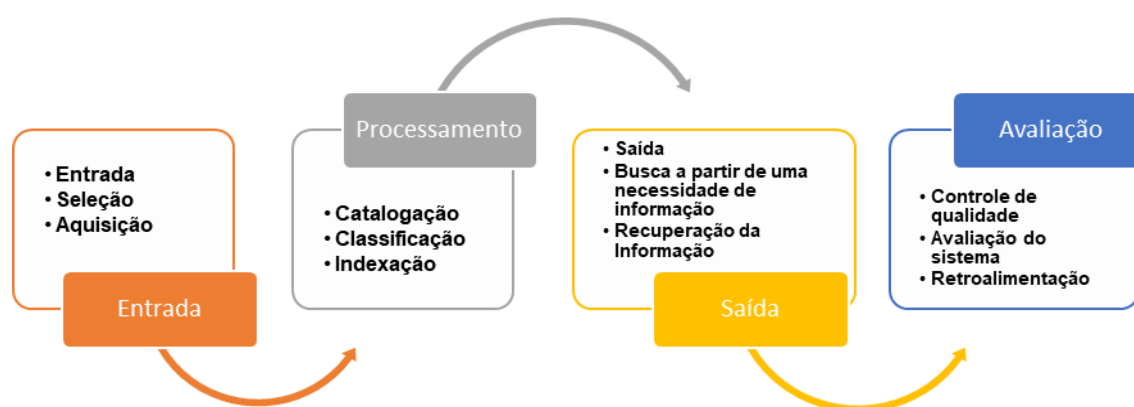 • Entrada
• Seleção
• Aquisição
Entrada
Processamento
• Catalogação
• Classificação
• Indexação
• Saída
• Busca a partir de uma
necessidade de
informação
• Recuperação da
Informação
Saída
Avaliação
• Controle de
qualidade
• Avaliação do
sistema
• Retroalimentação